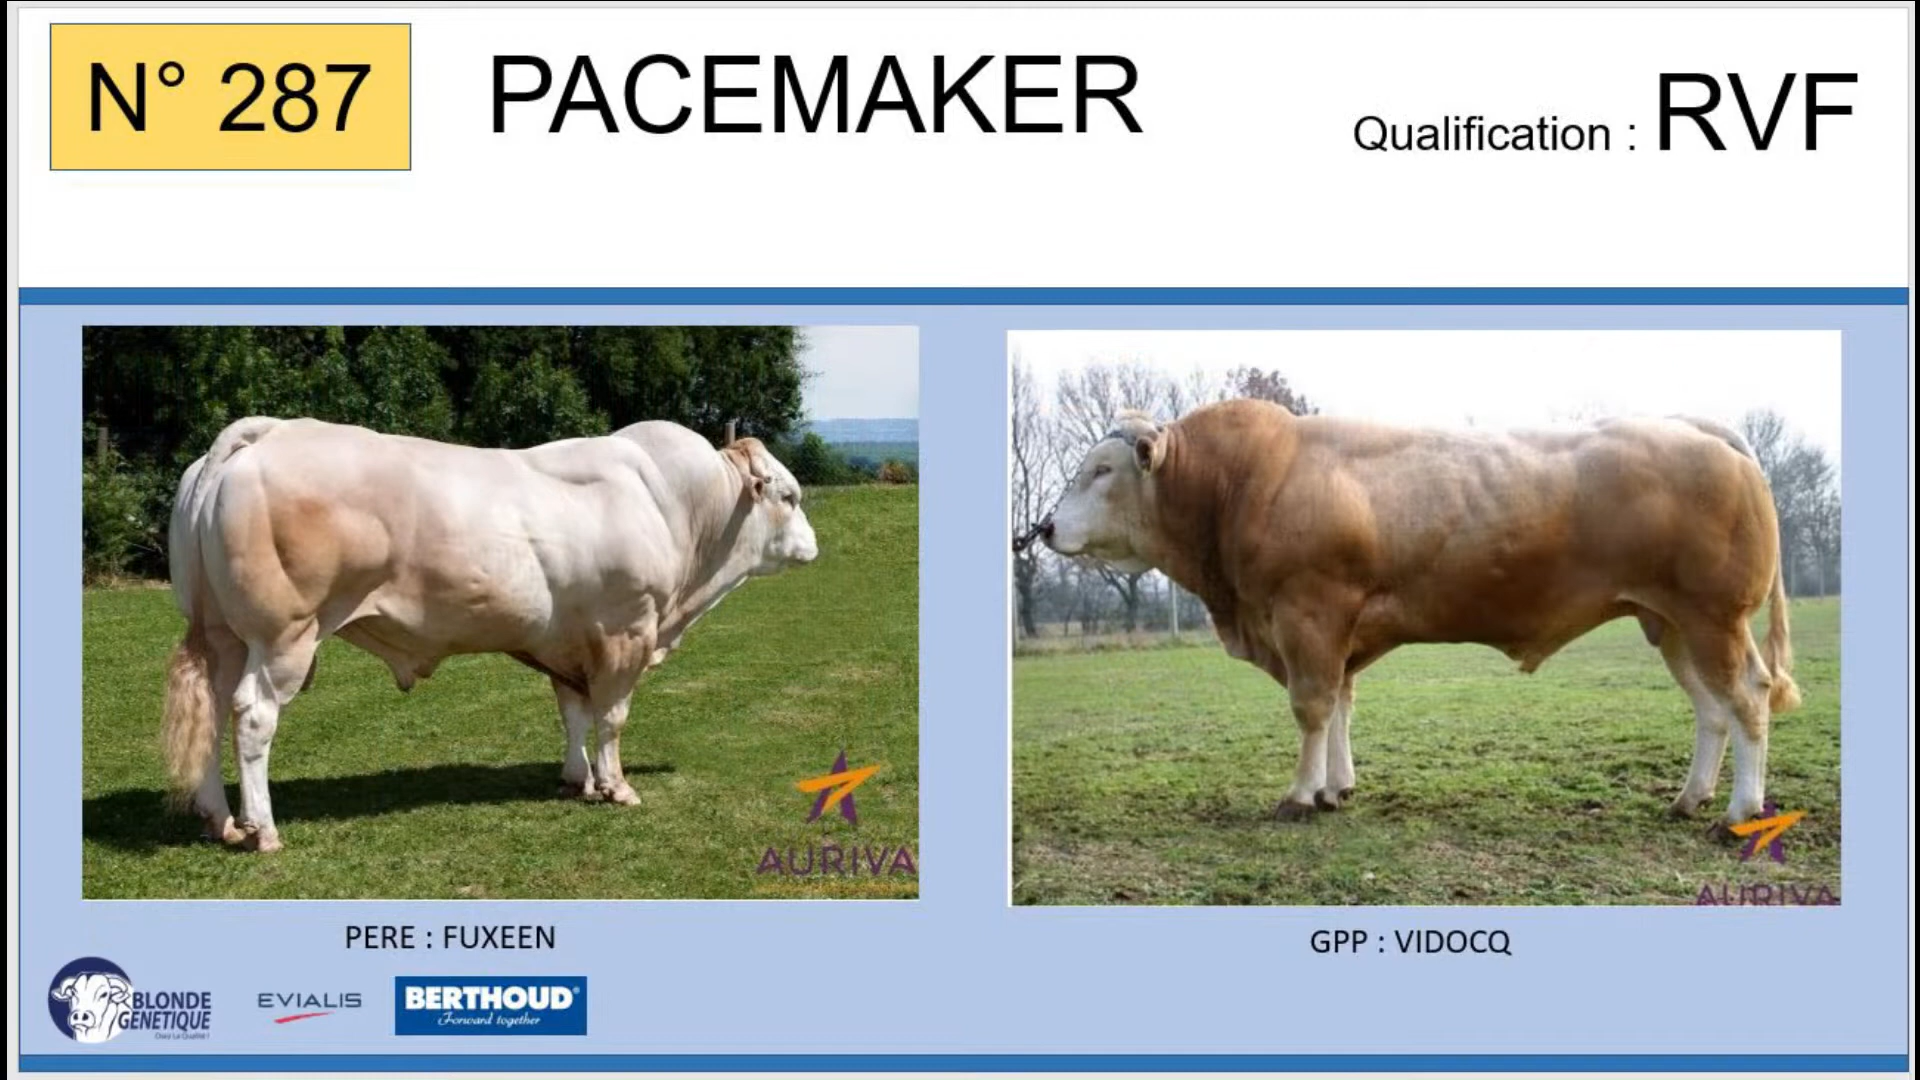 N° 287
PACEMAKER
Qualification : RVF
AURIVA
AURIVA
PERE : FUXEEN
GPP : VIDOCQ
BLONDE
GENETIQUE
EVIALIS
BERTHOUD®
Forward together